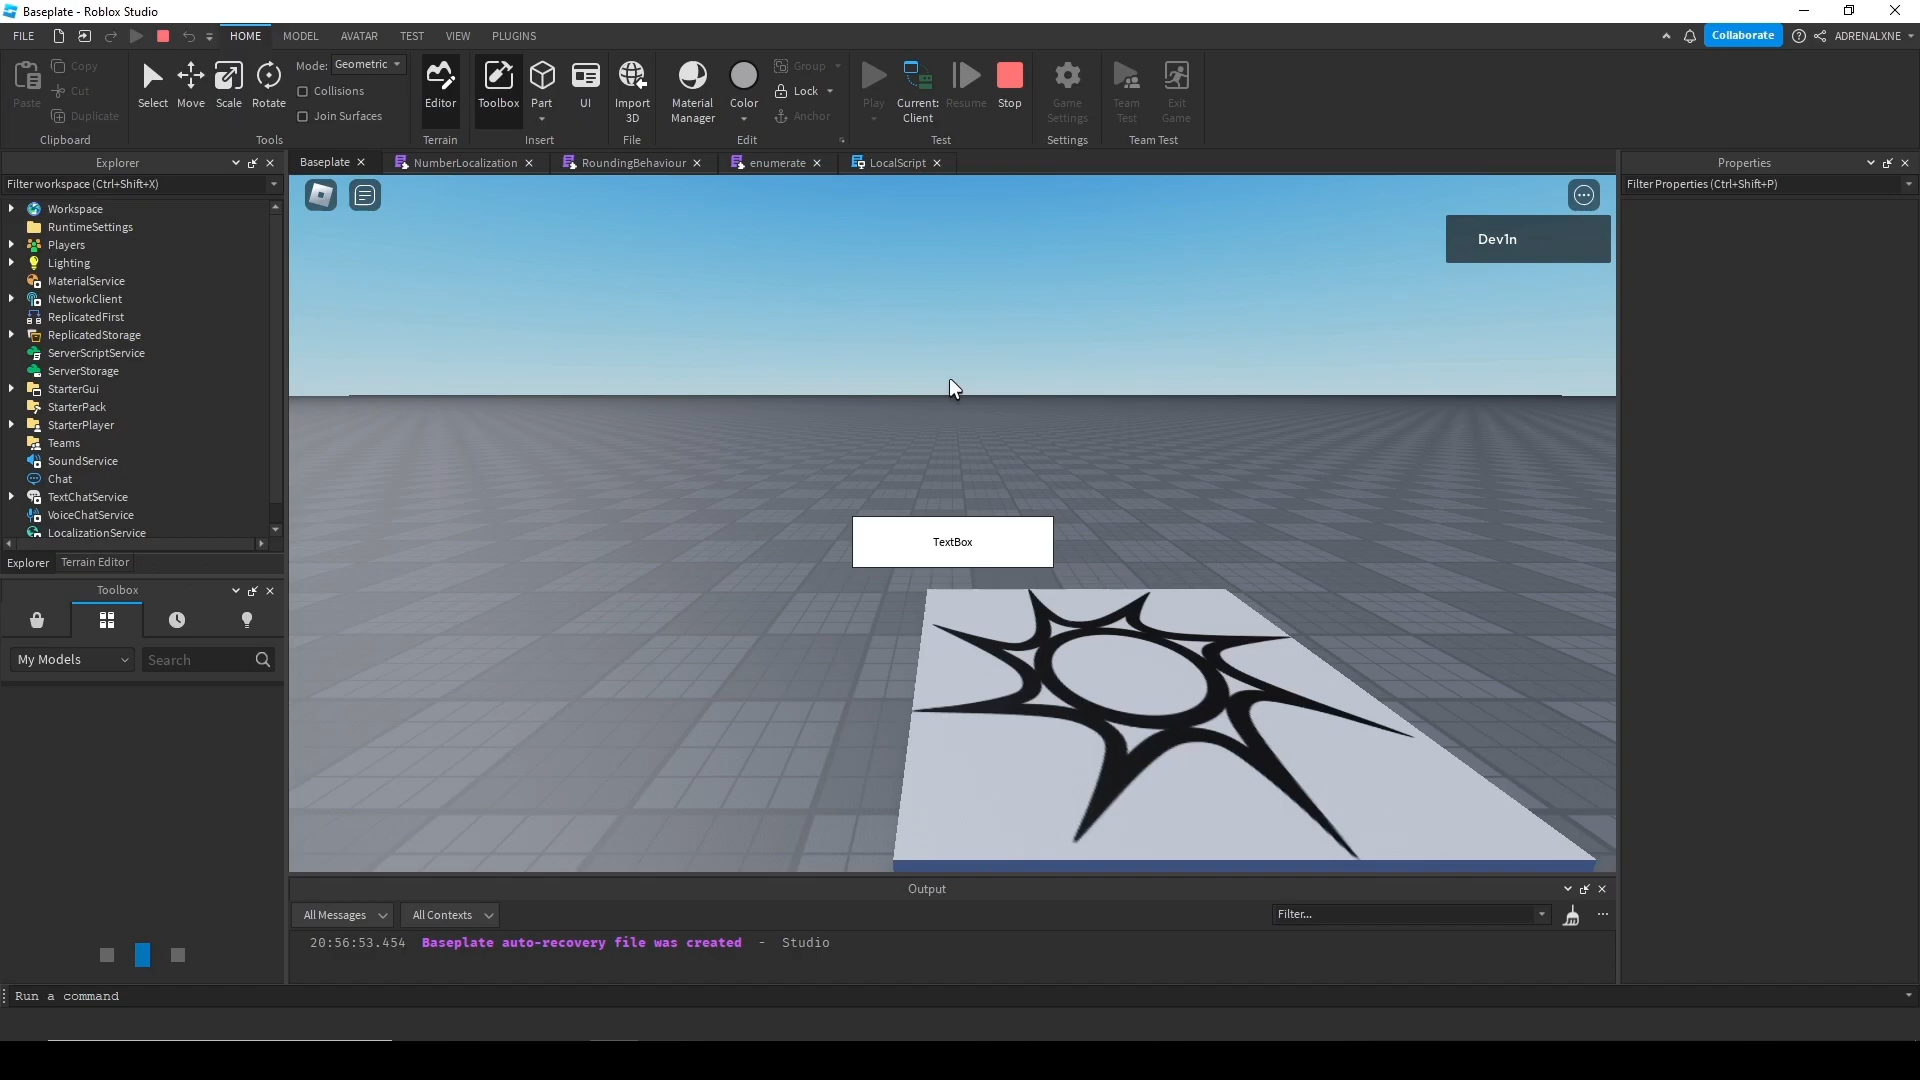 Baseplate - Roblox Studio
FILE HOME MODEL AVATAR TEST VIEW PLUGINS Collaborate ADRENALXNE
Paste Copy Cut Duplicate
Clipboard
Select Move Scale Rotate
Mode: Geometric
Collisions
Join Surfaces
Tools
Editor
Terrain
Toolbox Part UI
Insert
Import 3D
File
Material Manager Color
Group
Lock
Anchor
Edit
Play Current: Client Resume Stop
Test
Game Settings
Settings
Team Test Exit Game
Team Test
Explorer
Filter workspace (Ctrl+Shift+X)
Workspace
RuntimeSettings
Players
Lighting
MaterialService
NetworkClient
ReplicatedFirst
ReplicatedStorage
ServerScriptService
ServerStorage
StarterGui
StarterPack
StarterPlayer
Teams
SoundService
Chat
TextChatService
VoiceChatService
LocalizationService
Explorer Terrain Editor
Toolbox
My Models Search
Baseplate NumberLocalization RoundingBehaviour enumerate LocalScript
Dev1n
TextBox
Properties
Filter Properties (Ctrl+Shift+P)
Output
All Messages All Contexts Filter...
20:56:53.454 Baseplate auto-recovery file was created - Studio
Run a command